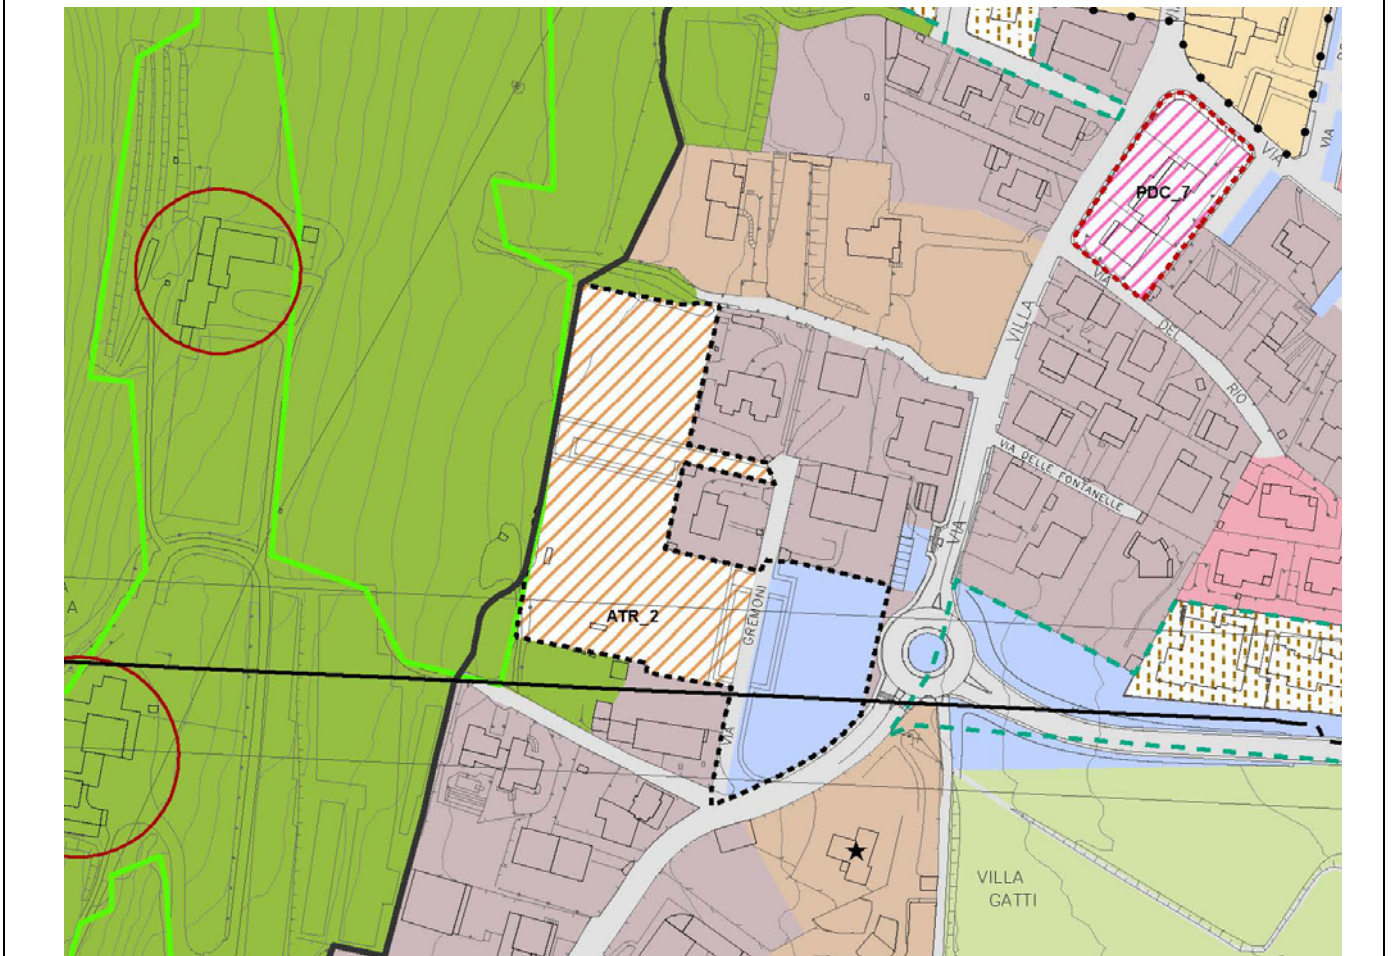 VIA
VIA
PDC_7
VIA
DEL
RIO
VILLA
VIA DELLE FONTANELLE
VIA
ATR_2
GREMONI
A
VIA
VILLA
GATTI